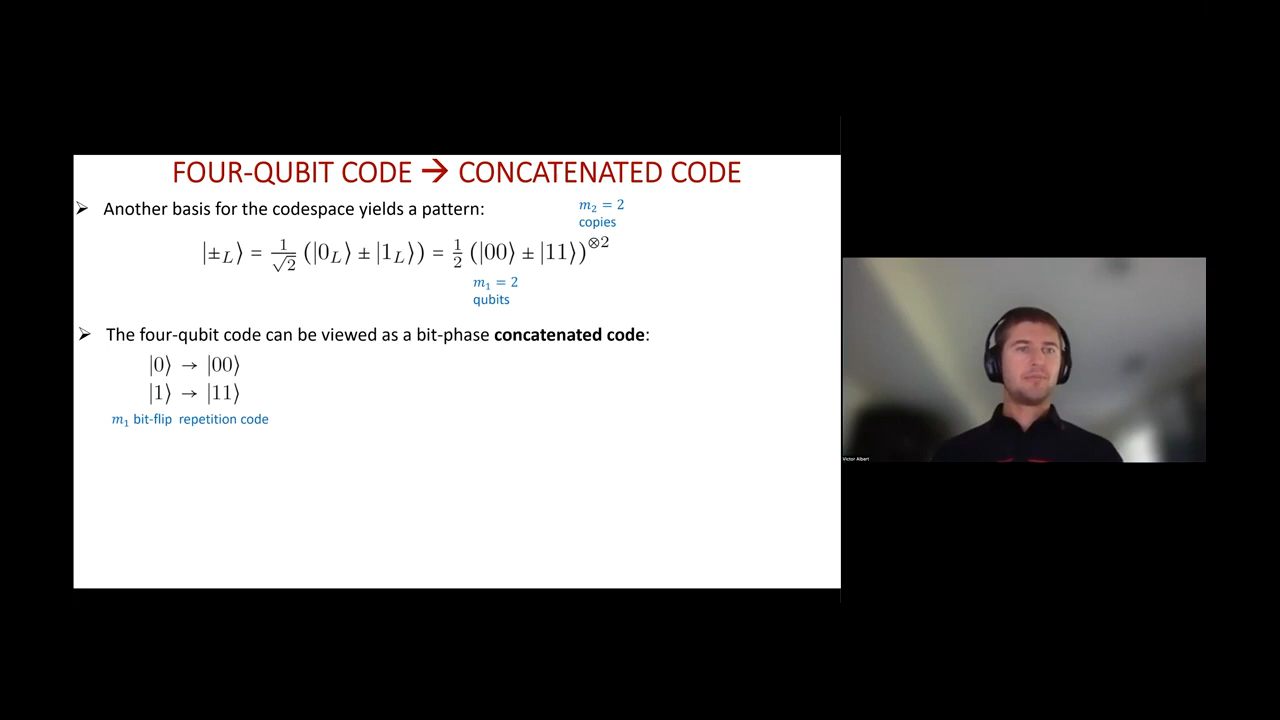 FOUR-QUBIT CODE → CONCATENATED CODE
➢ Another basis for the codespace yields a pattern:
m₂ = 2
copies
|±_L⟩ = 1/√2 (|0_L⟩ ± |1_L⟩) = 1/2 (|00⟩ ± |11⟩)^⊗2
m₁ = 2
qubits
➢ The four-qubit code can be viewed as a bit-phase concatenated code:
|0⟩ → |00⟩
|1⟩ → |11⟩
m₁ bit-flip repetition code
Victor Albert